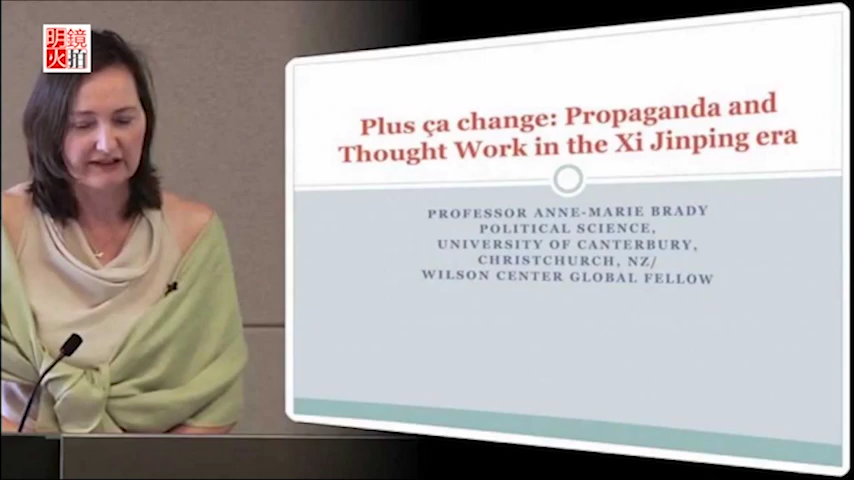 明鏡
火拍
Plus ça change: Propaganda and
Thought Work in the Xi Jinping era
PROFESSOR ANNE-MARIE BRADY
POLITICAL SCIENCE,
UNIVERSITY OF CANTERBURY,
CHRISTCHURCH, NZ/
WILSON CENTER GLOBAL FELLOW